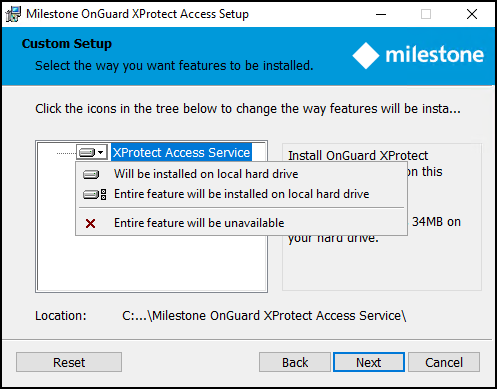 Milestone OnGuard XProtect Access Setup
Custom Setup
Select the way you want features to be installed.
milestone
Click the icons in the tree below to change the way features will be insta...
XProtect Access Service
Install OnGuard XProtect
Will be installed on local hard drive
on this
Entire feature will be installed on local hard drive
Entire feature will be unavailable
34MB on
your hard drive.
Location: C:...\Milestone OnGuard XProtect Access Service\
Reset
Back
Next
Cancel